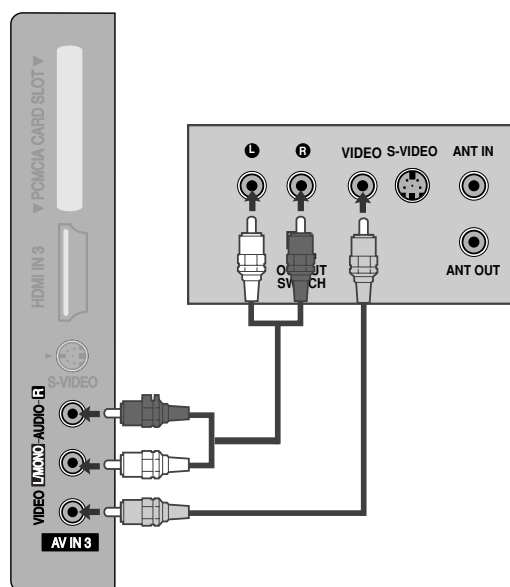 ▼ PCMCIA CARD SLOT ▼
HDMI IN 3
S-VIDEO
VIDEO L/MONO-AUDIO-R
AV IN 3
L R VIDEO S-VIDEO ANT IN
ANT OUT
SWITCH